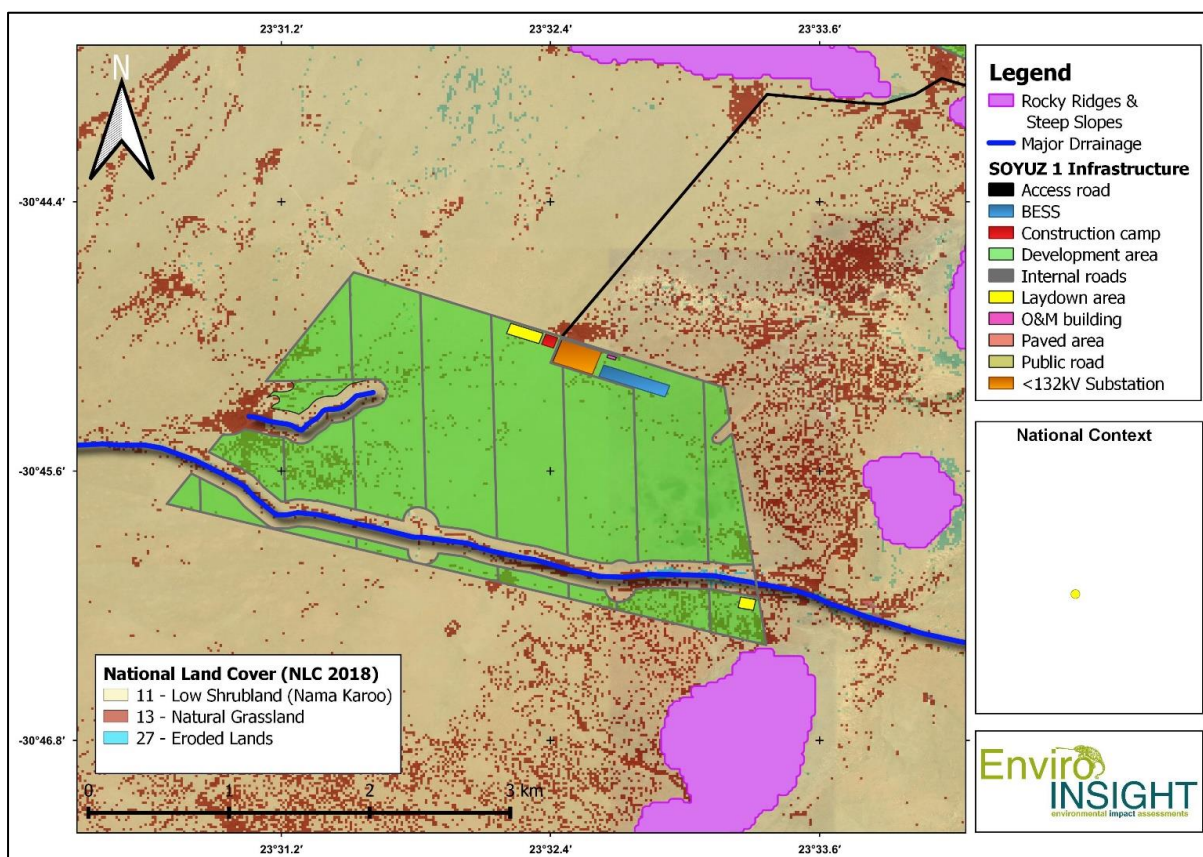 23°31.2′ 23°32.4′ 23°33.6′
N
-30°44.4′
-30°45.6′
-30°46.8′
National Land Cover (NLC 2018)
11 - Low Shrubland (Nama Karoo)
13 - Natural Grassland
27 - Eroded Lands
0 1 2 3 km
23°31.2′ 23°32.4′ 23°33.6′
Legend
Rocky Ridges &
Steep Slopes
Major Drrainage
SOYUZ 1 Infrastructure
Access road
BESS
Construction camp
Development area
Internal roads
Laydown area
O&M building
Paved area
Public road
<132kV Substation
National Context
Enviro
INSIGHT
environmental impact assessments